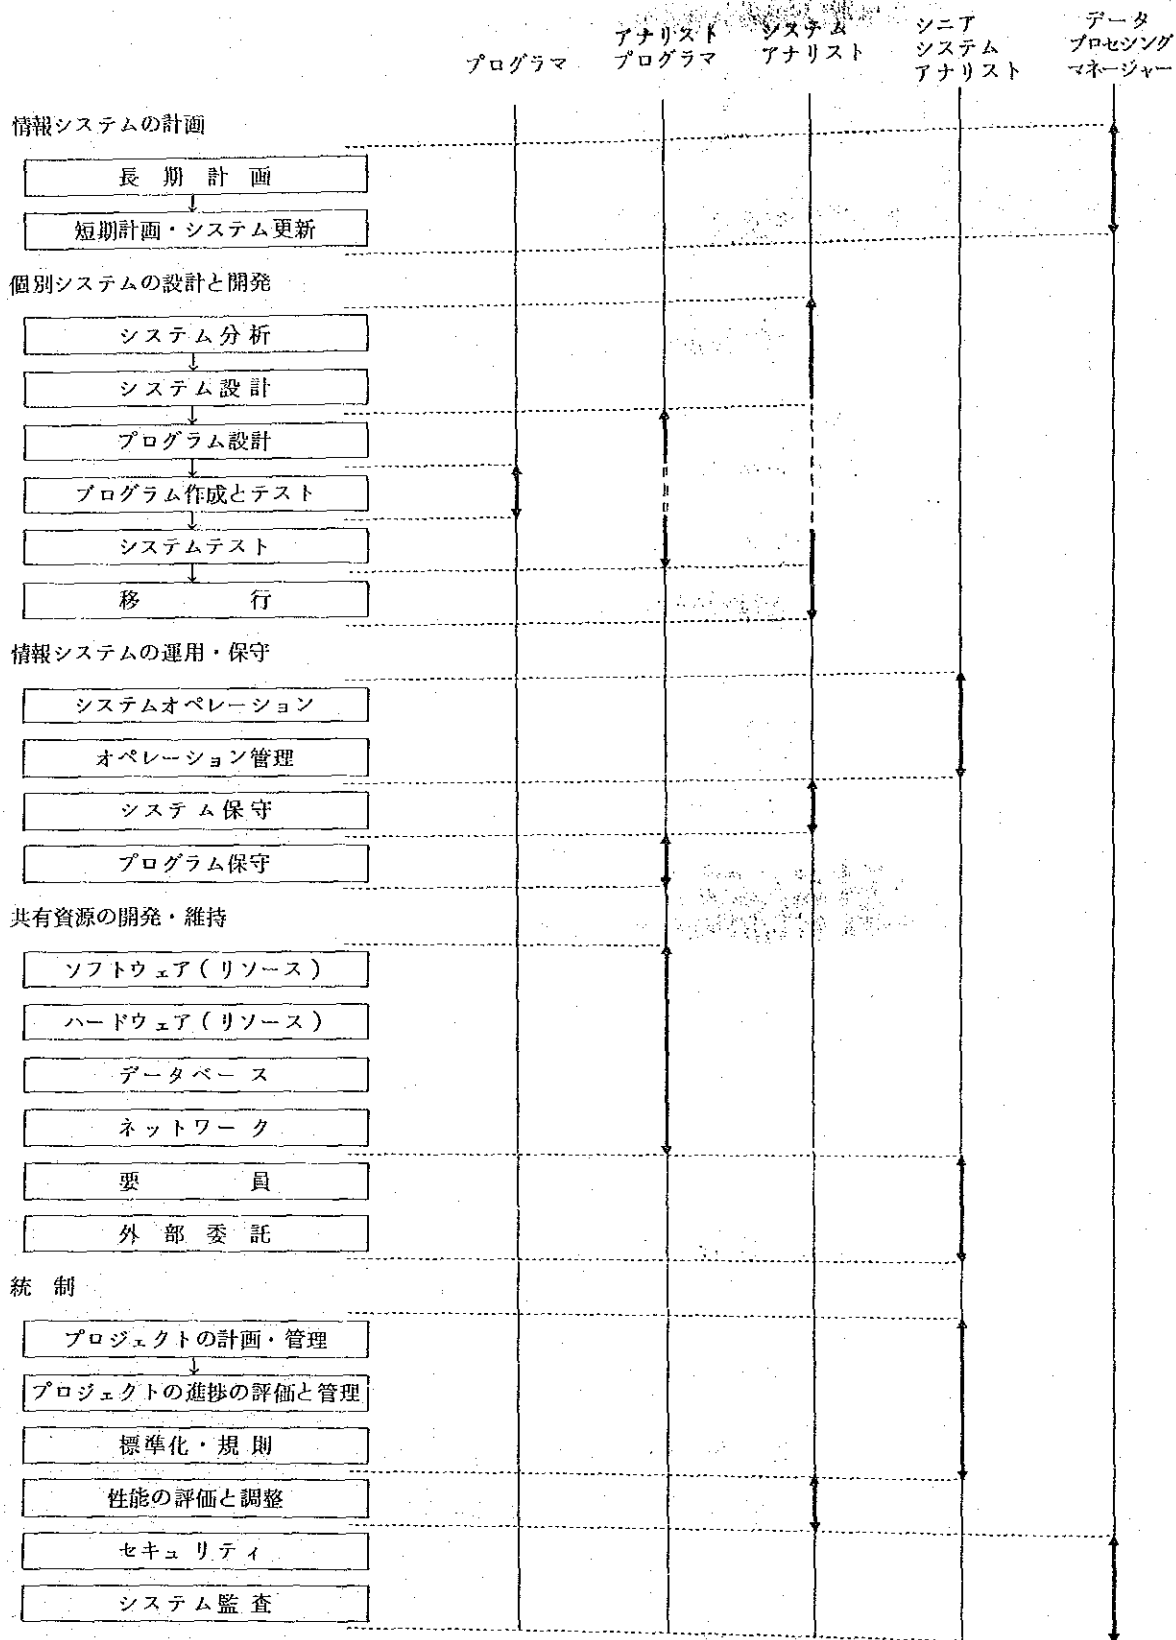 プログラマ
アナリスト
プログラマ
システム
アナリスト
シニア
システム
アナリスト
データ
プロセシング
マネージャー
情報システムの計画
長期計画
短期計画・システム更新
個別システムの設計と開発
システム分析
システム設計
プログラム設計
プログラム作成とテスト
システムテスト
移行
情報システムの運用・保守
システムオペレーション
オペレーション管理
システム保守
プログラム保守
共有資源の開発・維持
ソフトウェア(リソース)
ハードウェア(リソース)
データベース
ネットワーク
要員
外部委託
統制
プロジェクトの計画・管理
プロジェクトの進捗の評価と管理
標準化・規則
性能の評価と調整
セキュリティ
システム監査